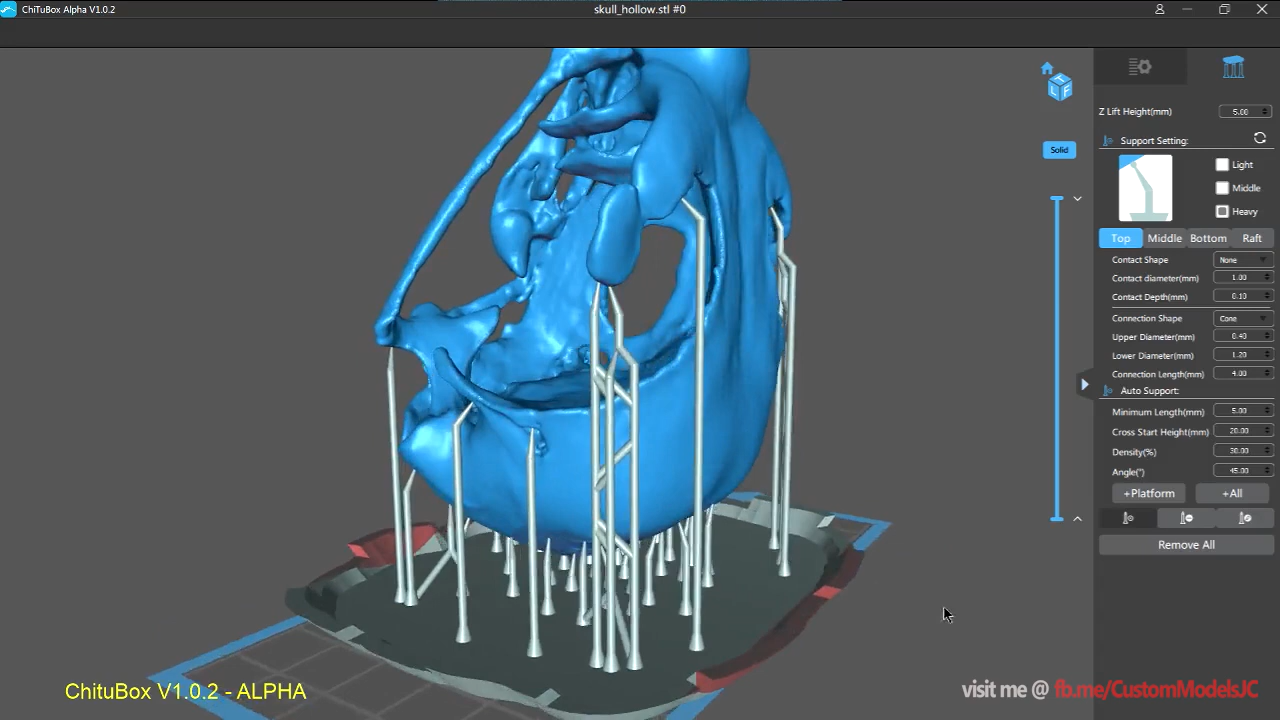 ChiTuBox Alpha V1.0.2
skull_hollow.stl #0
Z Lift Height(mm) 5.00
Support Setting:
Solid
Light
Middle
Heavy
Top Middle Bottom Raft
Contact Shape None
Contact diameter(mm) 1.00
Contact Depth(mm) 0.10
Connection Shape Cone
Upper Diameter(mm) 0.40
Lower Diameter(mm) 1.20
Connection Length(mm) 4.00
Auto Support:
Minimum Length(mm) 5.00
Cross Start Height(mm) 20.00
Density(%) 30.00
Angle(°) 45.00
+Platform +All
Remove All
ChituBox V1.0.2 - ALPHA
visit me @ fb.me/CustomModelsJC